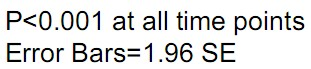 P<0.001 at all time points
Error Bars=1.96 SE